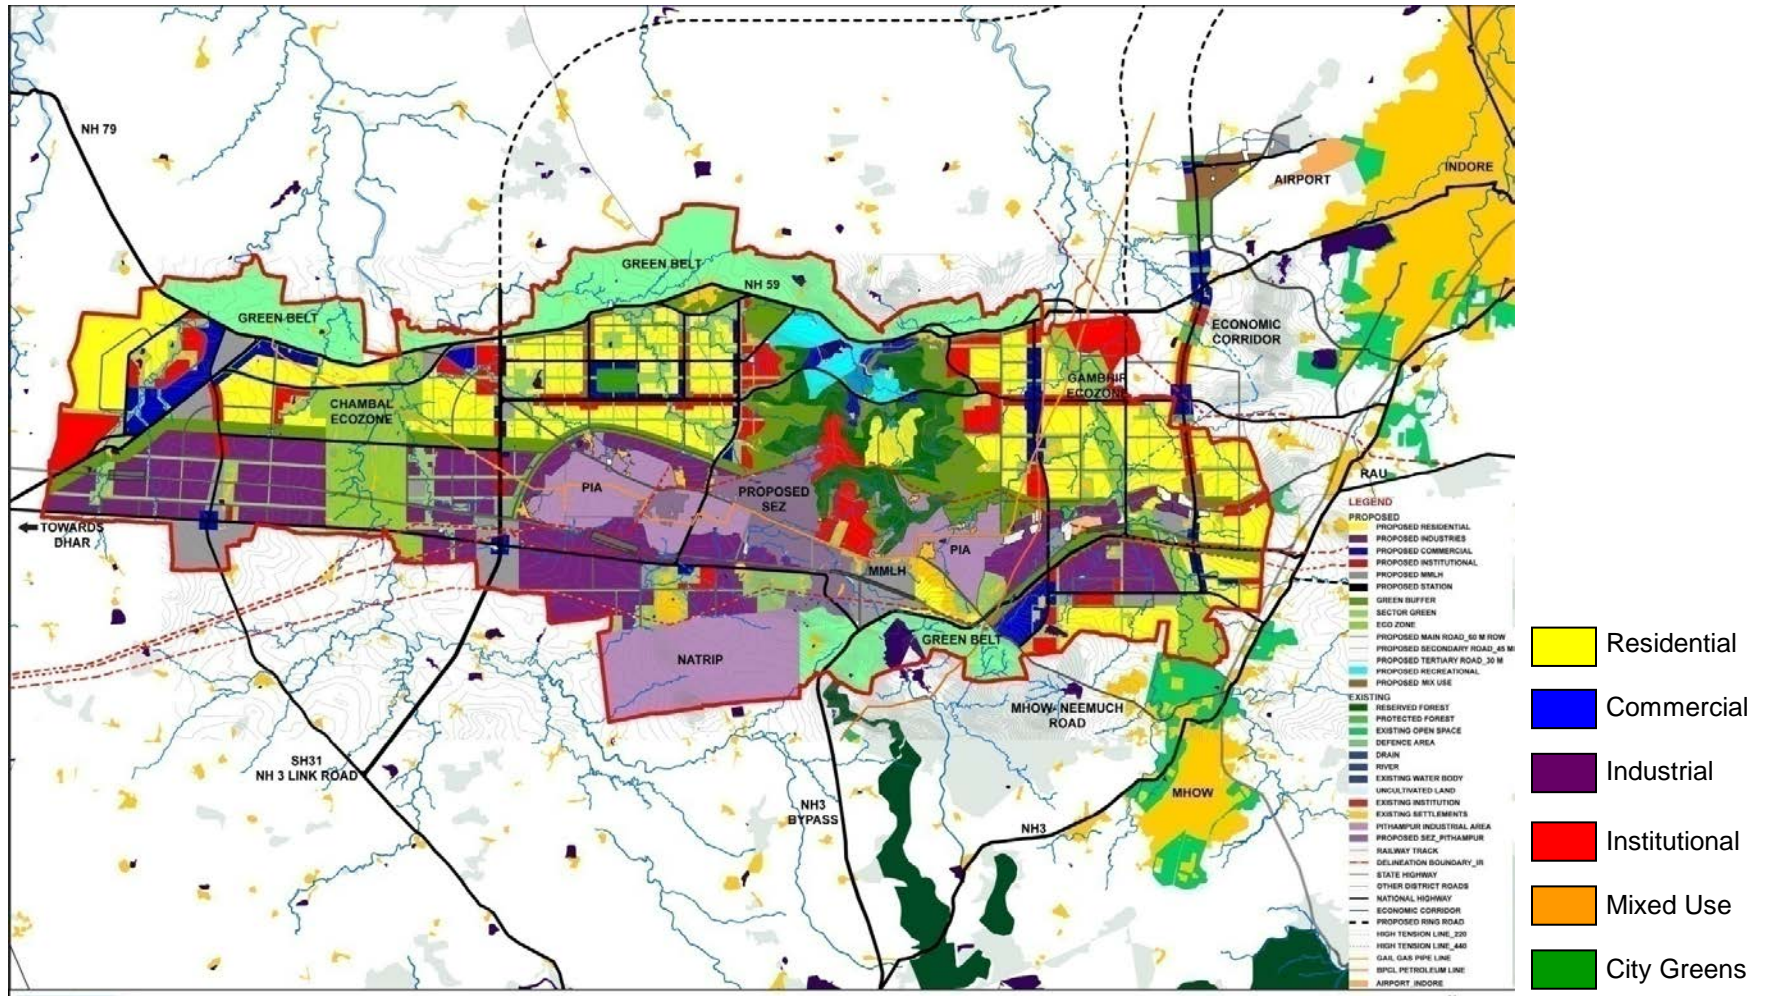 NH 79
INDORE
AIRPORT
GREEN BELT
NH 59
GREEN BELT
ECONOMIC
CORRIDOR
GAMBHIR
ECOZONE
CHAMBAL
ECOZONE
RAU
PIA
PROPOSED
SEZ
TOWARDS
DHAR
PIA
MMLH
GREEN BELT
NATRIP
MHOW- NEEMUCH
ROAD
SH31
NH 3 LINK ROAD
MHOW
NH3
BYPASS
NH3
LEGEND
PROPOSED
PROPOSED RESIDENTIAL
PROPOSED INDUSTRIES
PROPOSED COMMERCIAL
PROPOSED INSTITUTIONAL
PROPOSED MMLH
PROPOSED STATION
GREEN BUFFER
SECTOR GREEN
ECO ZONE
PROPOSED MAIN ROAD_60 M ROW
PROPOSED SECONDARY ROAD_45 M
PROPOSED TERTIARY ROAD_30 M
PROPOSED RECREATIONAL
PROPOSED MIX USE
EXISTING
RESERVED FOREST
PROTECTED FOREST
EXISTING OPEN SPACE
DEFENCE AREA
DRAIN
RIVER
EXISTING WATER BODY
UNCULTIVATED LAND
EXISTING INSTITUTION
EXISTING SETTLEMENTS
PITHAMPUR INDUSTRIAL AREA
PROPOSED SEZ_PITHAMPUR
RAILWAY TRACK
DELINEATION BOUNDARY_IR
STATE HIGHWAY
OTHER DISTRICT ROADS
NATIONAL HIGHWAY
ECONOMIC CORRIDOR
PROPOSED RING ROAD
HIGH TENSION LINE_220
HIGH TENSION LINE_440
GAIL GAS PIPE LINE
BPCL PETROLEUM LINE
AIRPORT_INDORE
Residential
Commercial
Industrial
Institutional
Mixed Use
City Greens